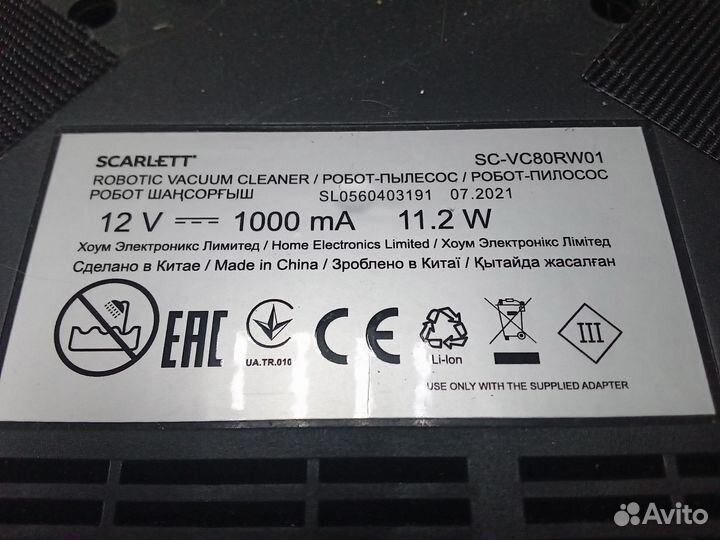 SCARLETT SC-VC80RW01
ROBOTIC VACUUM CLEANER / РОБОТ-ПЫЛЕСОС / РОБОТ-ПИЛОСОС
РОБОТ ШАҢСОРҒЫШ SL0560403191 07.2021
12 V 1000 mA 11.2 W
Хоум Электроникс Лимитед / Home Electronics Limited / Хоум Электронікс Лімітед
Сделано в Китае / Made in China / Зроблено в Китаї / Қытайда жасалған
EAC CE III
UA.TR.010 Li-Ion
USE ONLY WITH THE SUPPLIED ADAPTER
Avito